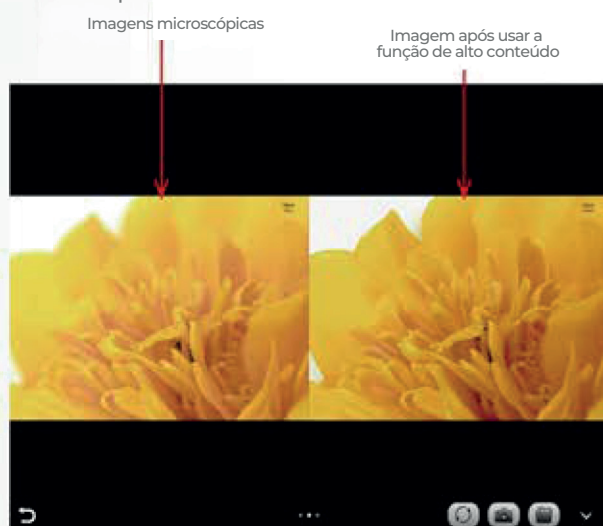 Imagens microscópicas
Imagem após usar a
função de alto conteúdo